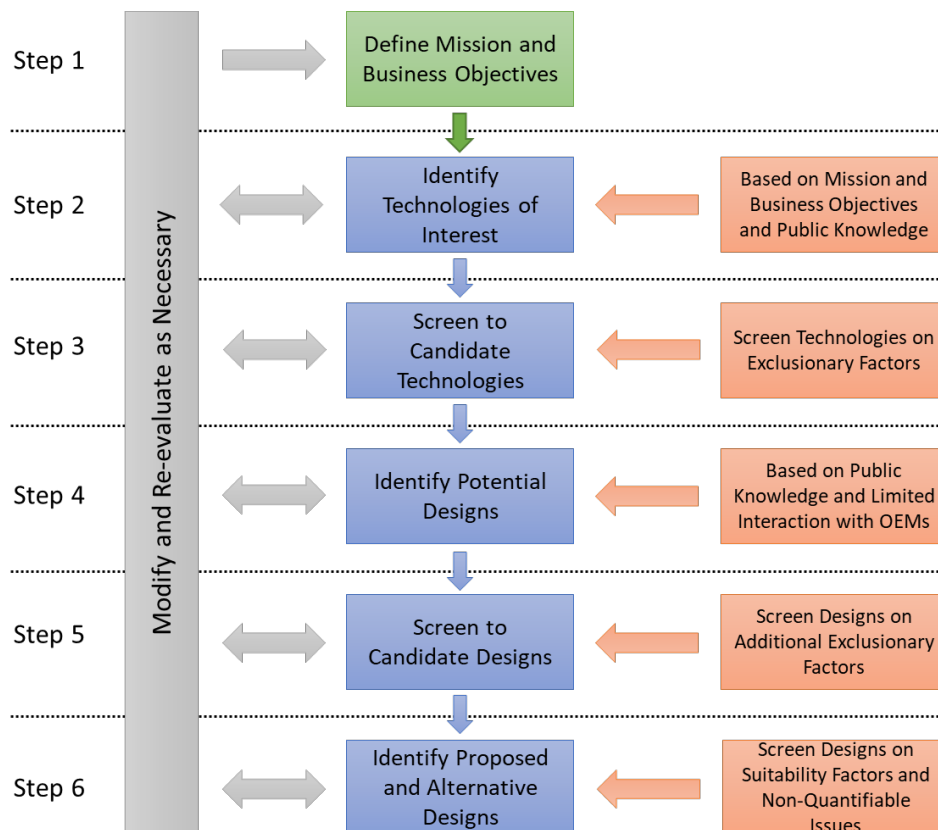 Step 1
Define Mission and
Business Objectives
Modify and Re-evaluate as Necessary
Step 2
Identify
Technologies of
Interest
Based on Mission and
Business Objectives
and Public Knowledge
Step 3
Screen to
Candidate
Technologies
Screen Technologies on
Exclusionary Factors
Step 4
Identify Potential
Designs
Based on Public
Knowledge and Limited
Interaction with OEMs
Step 5
Screen to
Candidate Designs
Screen Designs on
Additional Exclusionary
Factors
Step 6
Identify Proposed
and Alternative
Designs
Screen Designs on
Suitability Factors and
Non-Quantifiable
Issues